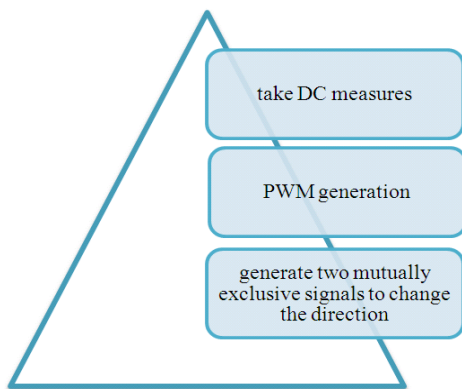 take DC measures
PWM generation
generate two mutually
exclusive signals to change
the direction